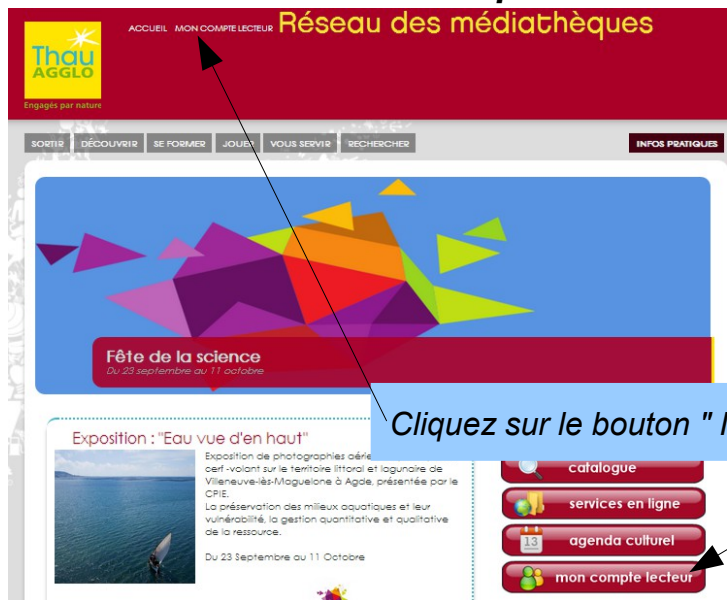 ACCUEIL MON COMPTE LECTEUR Réseau des médiathèques
Thau
AGGLO
Engagés par nature
SORTIR DÉCOUVRIR SE FORMER JOUER VOUS SERVIR RECHERCHER INFOS PRATIQUES
Fête de la science
Du 23 septembre au 11 octobre
Cliquez sur le bouton "
Exposition : "Eau vue d'en haut"
Exposition de photographies
cerf-volant sur le territoire littoral et lagunaire de
Villeneuve-lès-Maguelone à Agde, présentée par le
CPIE.
La préservation des milieux aquatiques et leur
vulnérabilité, la gestion quantitative et qualitative
de la ressource.
Du 23 Septembre au 11 Octobre
catalogue
services en ligne
13
agenda culturel
mon compte lecteur